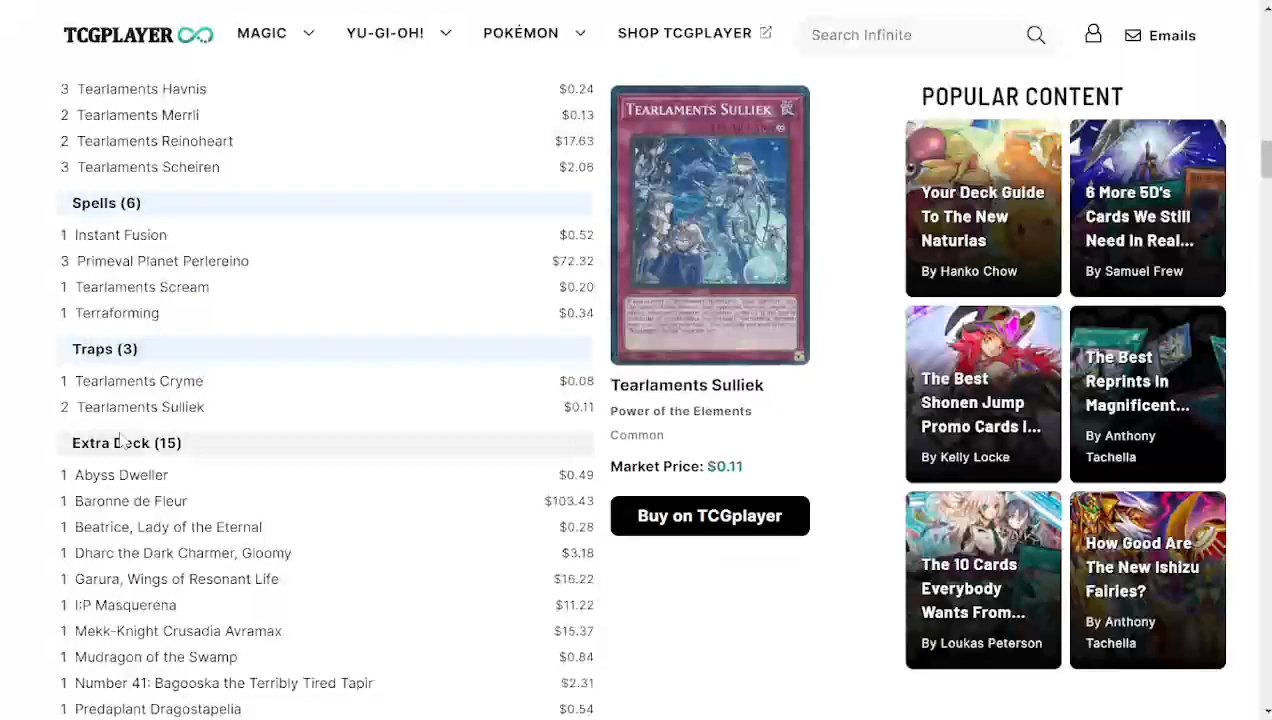 TCGPLAYER
MAGIC
YU-GI-OH!
POKÉMON
SHOP TCGPLAYER
Search Infinite
Emails
3 Tearlaments Havnis $0.24
2 Tearlaments Merrli $0.13
2 Tearlaments Reinoheart $17.63
3 Tearlaments Scheiren $2.06
Spells (6)
1 Instant Fusion $0.52
3 Primeval Planet Perlereino $72.32
1 Tearlaments Scream $0.20
1 Terraforming $0.34
Traps (3)
1 Tearlaments Cryme $0.08
2 Tearlaments Sulliek $0.11
Extra Deck (15)
1 Abyss Dweller $0.49
1 Baronne de Fleur $103.43
1 Beatrice, Lady of the Eternal $0.28
1 Dharc the Dark Charmer, Gloomy $3.18
1 Garura, Wings of Resonant Life $16.22
1 I:P Masquerena $11.22
1 Mekk-Knight Crusadia Avramax $15.37
1 Mudragon of the Swamp $0.84
1 Number 41: Bagooska the Terribly Tired Tapir $2.31
1 Predaplant Dragostapelia $0.54
Tearlaments Sulliek
Tearlaments Sulliek
Power of the Elements
Common
Market Price: $0.11
Buy on TCGplayer
POPULAR CONTENT
Your Deck Guide
To The New
Naturias
By Hanko Chow
6 More 5D's
Cards We Still
Need In Real...
By Samuel Frew
The Best
Shonen Jump
Promo Cards I...
By Kelly Locke
The Best
Reprints In
Magnificent...
By Anthony
Tachella
The 10 Cards
Everybody
Wants From...
By Loukas Peterson
How Good Are
The New Ishizu
Fairies?
By Anthony
Tachella